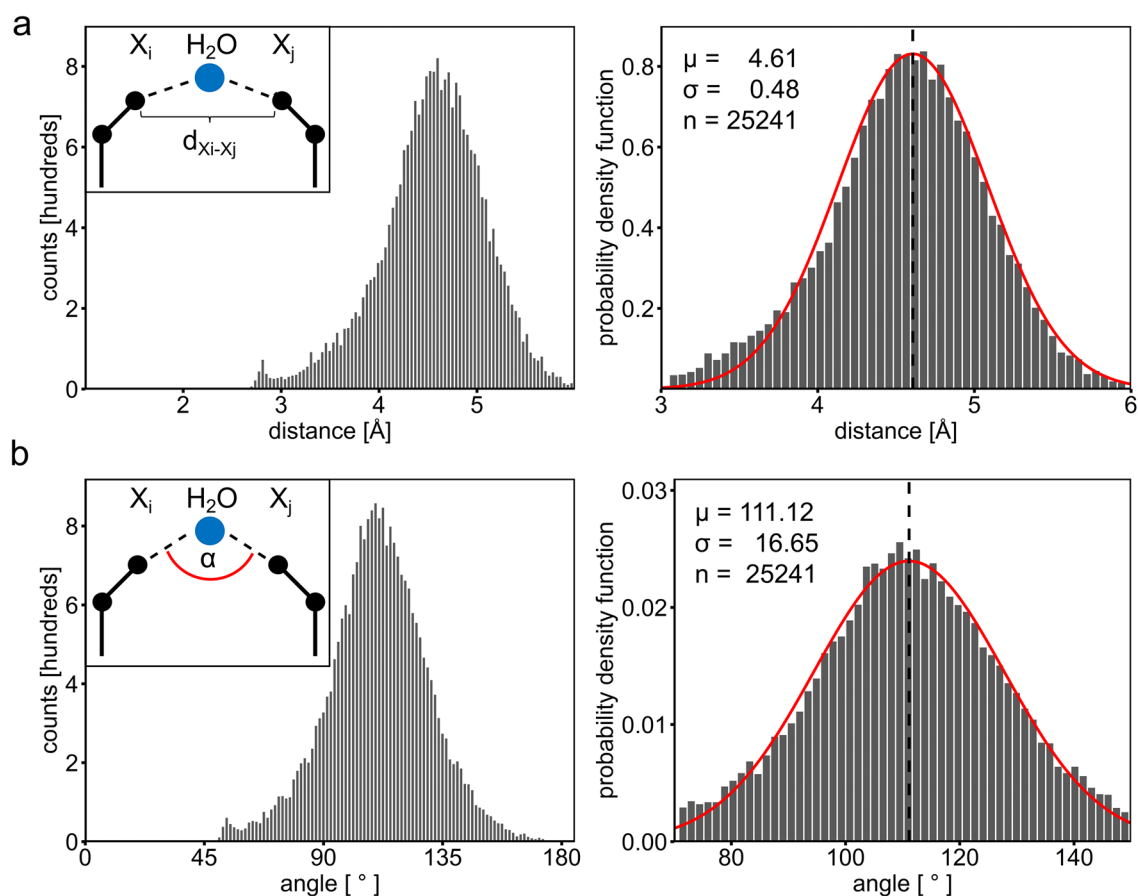 a
Xi H2O Xj
dXi-Xj
counts [hundreds]
8
6
4
2
0
2 3 4 5
distance [Å]
μ = 4.61
σ = 0.48
n = 25241
probability density function
0.8
0.6
0.4
0.2
3 4 5 6
distance [Å]
b
Xi H2O Xj
α
counts [hundreds]
8
6
4
2
0
0 45 90 135 180
angle [ ° ]
μ = 111.12
σ = 16.65
n = 25241
probability density function
0.03
0.02
0.01
0.00
80 100 120 140
angle [ ° ]